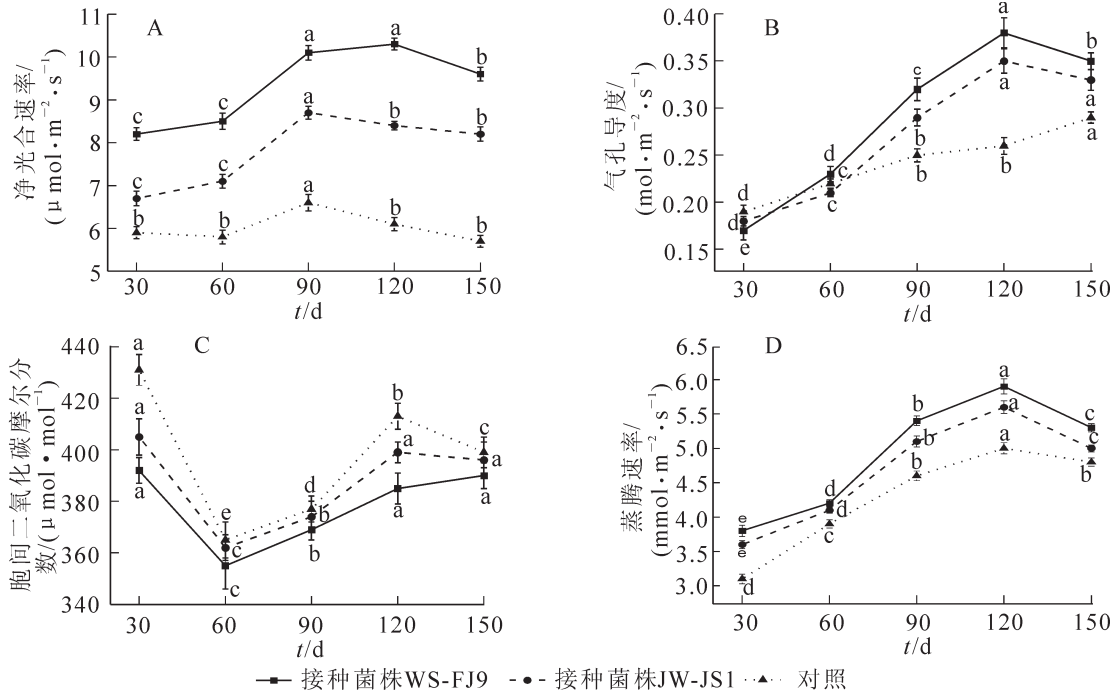 A
净光合速率/
(μmol·m⁻²·s⁻¹)
11
10
9
8
7
6
5
c
c
a
a
b
c
c
a
b
b
b
b
a
b
b
30 60 90 120 150
t/d
B
气孔导度/
(mol·m⁻²·s⁻¹)
0.40
0.35
0.30
0.25
0.20
0.15
d
d
e
d
c
c
c
b
b
a
a
b
b
a
a
30 60 90 120 150
t/d
C
胞间二氧化碳摩尔分
数/(μmol·mol⁻¹)
440
420
400
380
360
340
a
a
a
e
c
c
d
b
b
b
a
a
c
a
a
30 60 90 120 150
t/d
D
蒸腾速率/
(mmol·m⁻²·s⁻¹)
6.5
6.0
5.5
5.0
4.5
4.0
3.5
3.0
e
e
d
d
d
c
b
b
b
a
a
a
c
c
b
30 60 90 120 150
t/d
接种菌株WS-FJ9 接种菌株JW-JS1 对照